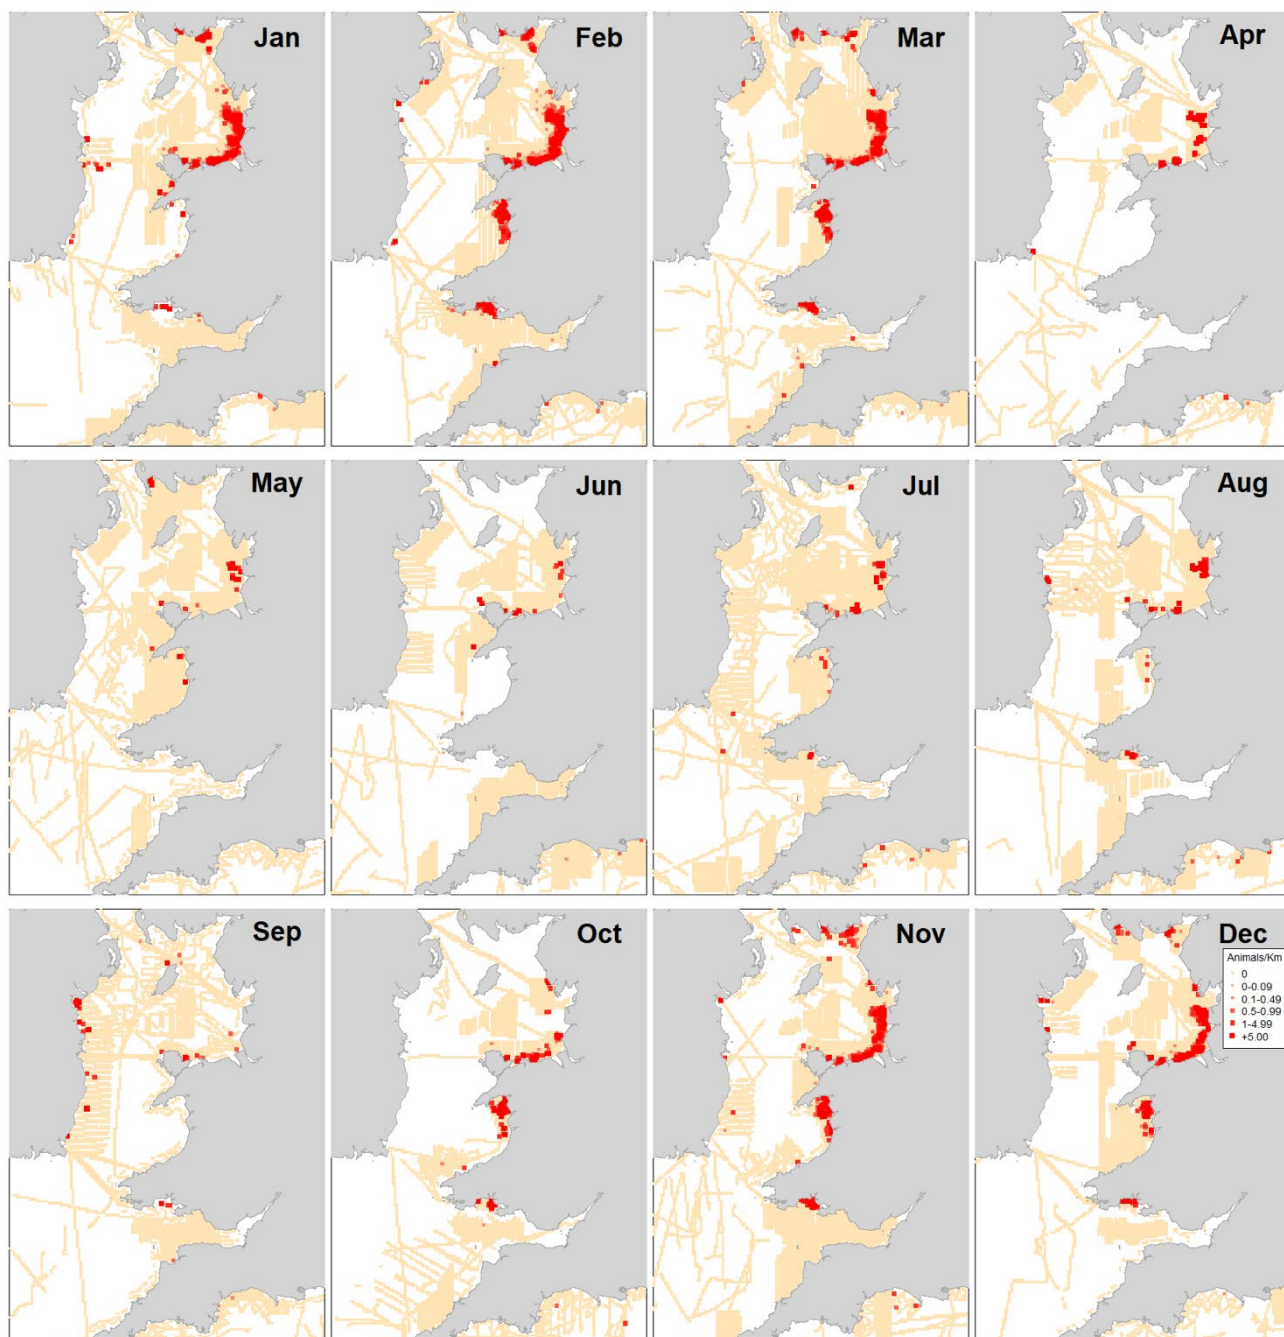 Jan
Feb
Mar
Apr
May
Jun
Jul
Aug
Sep
Oct
Nov
Dec
Animals/Km
0
0-0.09
0.1-0.49
0.5-0.99
1-4.99
+5.00